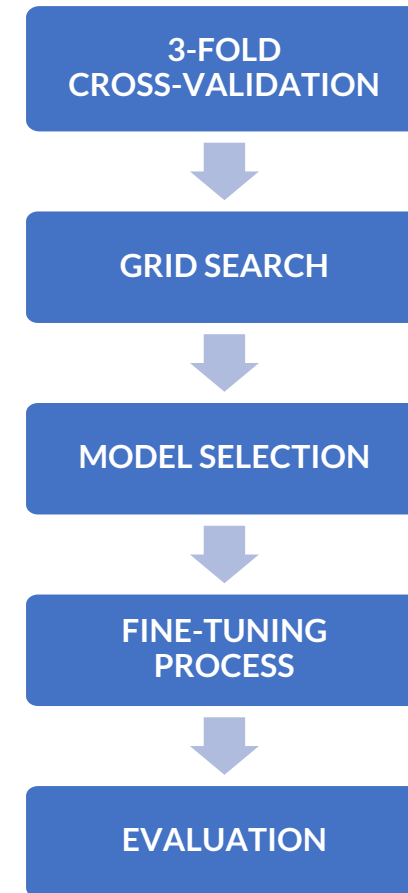 3-FOLD
CROSS-VALIDATION
GRID SEARCH
MODEL SELECTION
FINE-TUNING
PROCESS
EVALUATION